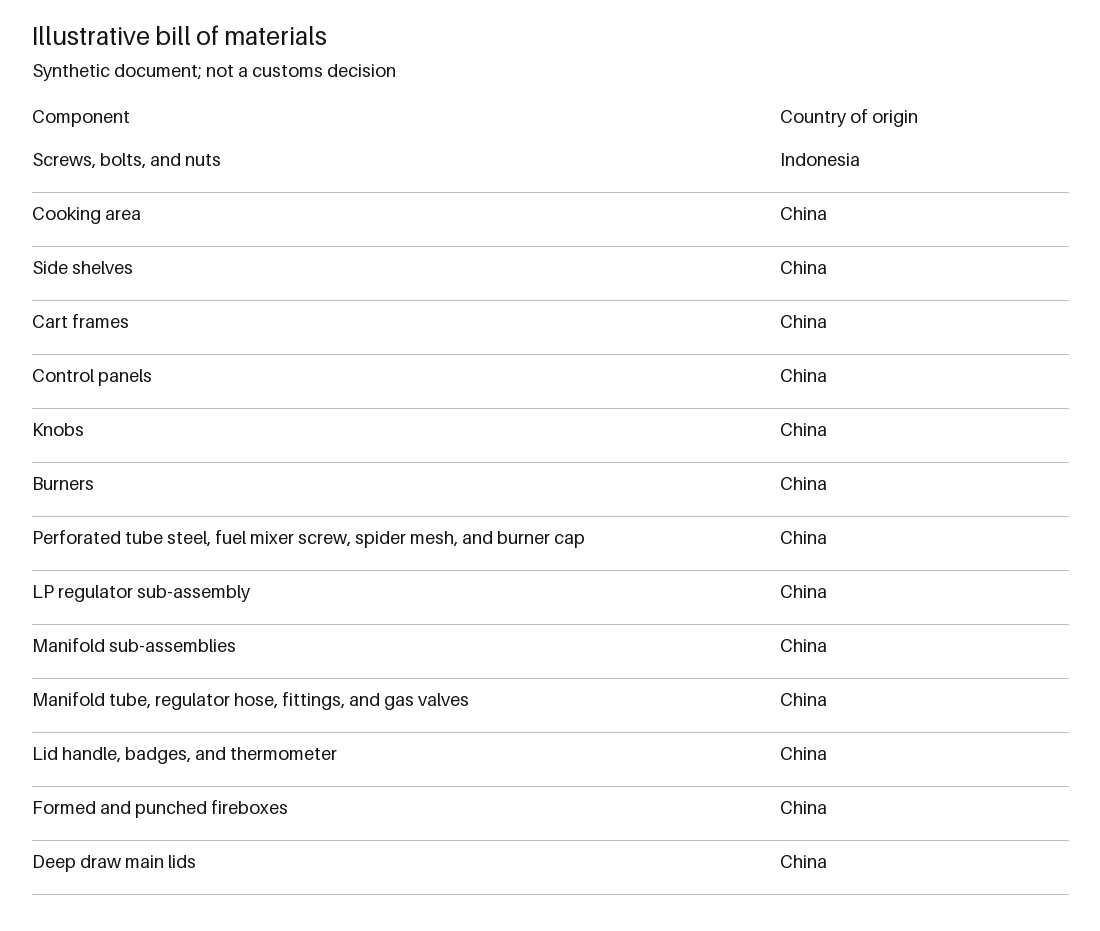 Illustrative bill of materials
Synthetic document; not a customs decision
Component Country of origin
Screws, bolts, and nuts Indonesia
Cooking area China
Side shelves China
Cart frames China
Control panels China
Knobs China
Burners China
Perforated tube steel, fuel mixer screw, spider mesh, and burner cap China
LP regulator sub-assembly China
Manifold sub-assemblies China
Manifold tube, regulator hose, fittings, and gas valves China
Lid handle, badges, and thermometer China
Formed and punched fireboxes China
Deep draw main lids China